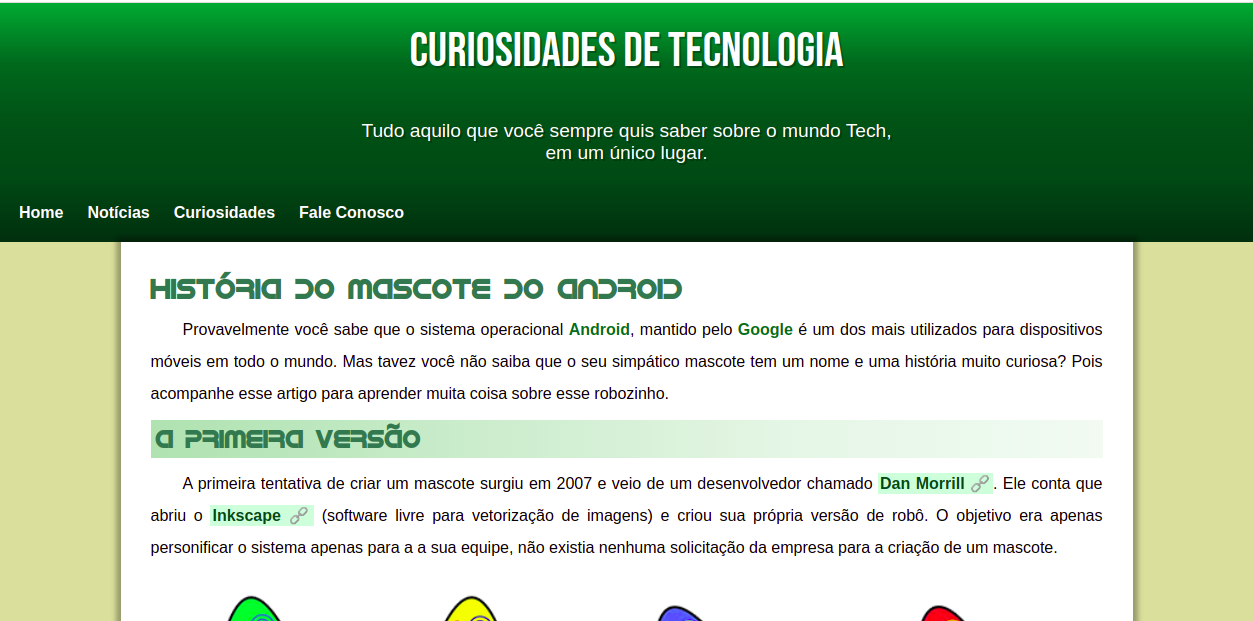 CURIOSIDADES DE TECNOLOGIA
Tudo aquilo que você sempre quis saber sobre o mundo Tech,
em um único lugar.
Home Notícias Curiosidades Fale Conosco
HISTÓRIA DO MASCOTE DO ANDROID
Provavelmente você sabe que o sistema operacional Android, mantido pelo Google é um dos mais utilizados para dispositivos
móveis em todo o mundo. Mas tavez você não saiba que o seu simpático mascote tem um nome e uma história muito curiosa? Pois
acompanhe esse artigo para aprender muita coisa sobre esse robozinho.
A PRIMEIRA VERSÃO
A primeira tentativa de criar um mascote surgiu em 2007 e veio de um desenvolvedor chamado Dan Morrill. Ele conta que
abriu o Inkscape (software livre para vetorização de imagens) e criou sua própria versão de robô. O objetivo era apenas
personificar o sistema apenas para a a sua equipe, não existia nenhuma solicitação da empresa para a criação de um mascote.